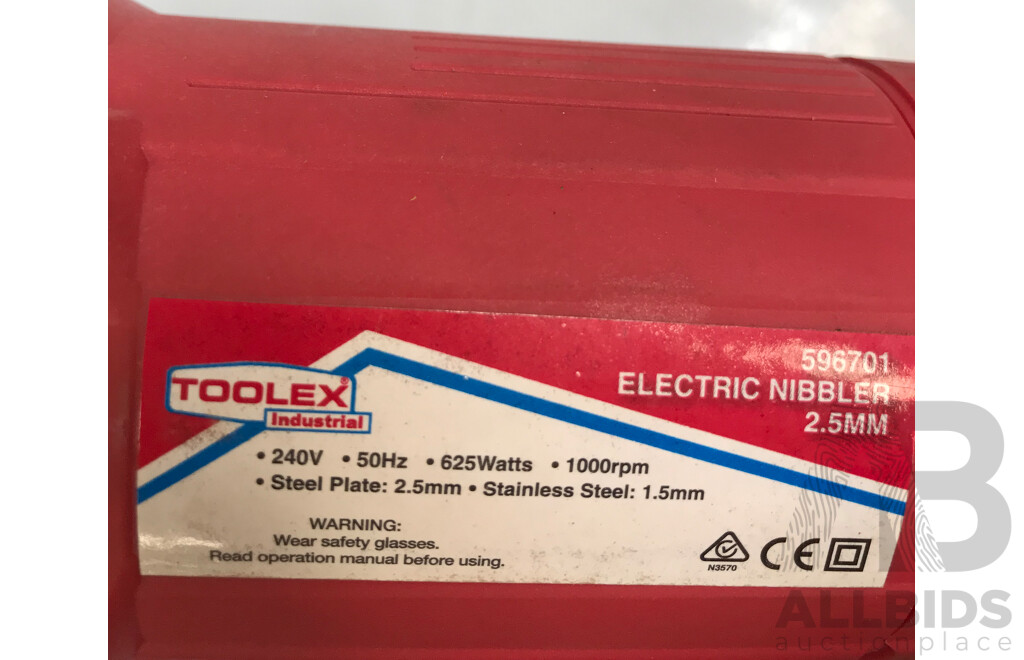 596701
ELECTRIC NIBBLER
2.5MM
TOOLEX®
Industrial
• 240V • 50Hz • 625Watts • 1000rpm
• Steel Plate: 2.5mm • Stainless Steel: 1.5mm
WARNING:
Wear safety glasses.
Read operation manual before using.
N3570
CE
AB
ALLBIDS
auctionplace